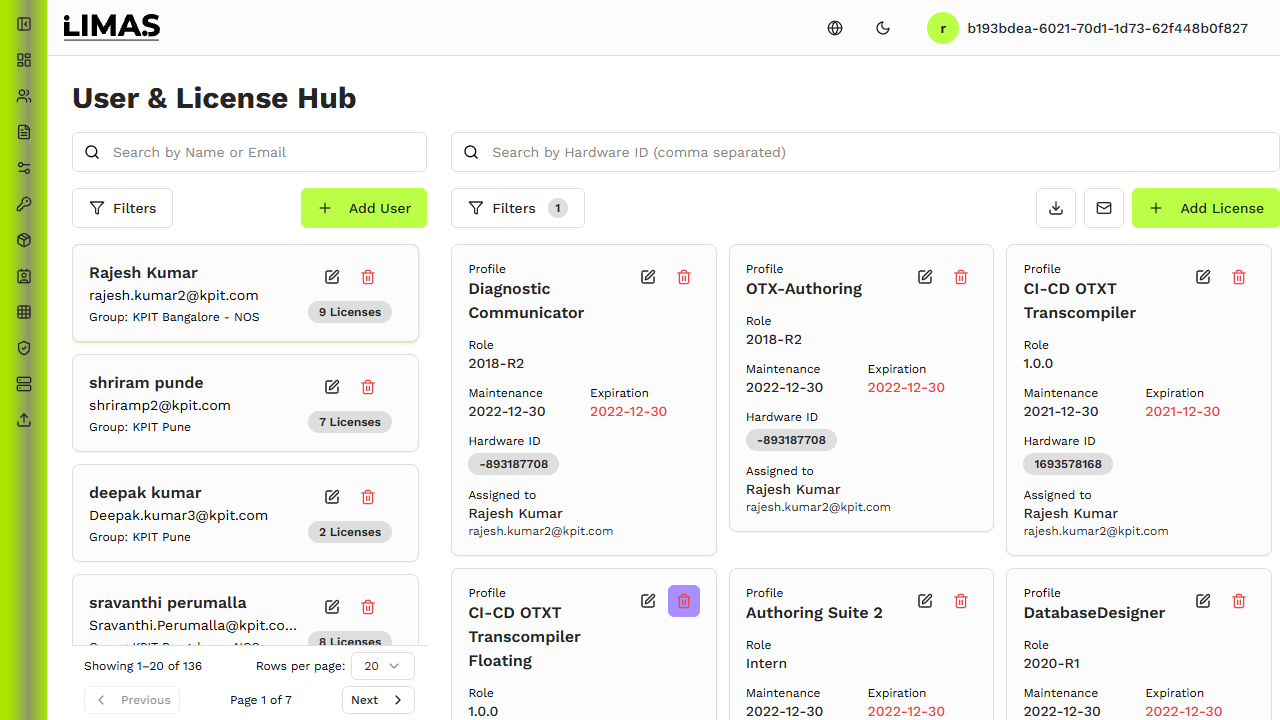 LIMAS
r
b193bdea-6021-70d1-1d73-62f448b0f827
User & License Hub
Search by Name or Email
Filters
Add User
Rajesh Kumar
rajesh.kumar2@kpit.com
Group: KPIT Bangalore - NOS
9 Licenses
shriram punde
shriramp2@kpit.com
Group: KPIT Pune
7 Licenses
deepak kumar
Deepak.kumar3@kpit.com
Group: KPIT Pune
2 Licenses
sravanthi perumalla
Sravanthi.Perumalla@kpit.co...
8 Licenses
Showing 1–20 of 136
Rows per page:
20
Previous
Page 1 of 7
Next
Search by Hardware ID (comma separated)
Filters
1
Add License
Profile
Diagnostic
Communicator
Role
2018-R2
Maintenance
Expiration
2022-12-30
2022-12-30
Hardware ID
-893187708
Assigned to
Rajesh Kumar
rajesh.kumar2@kpit.com
Profile
OTX-Authoring
Role
2018-R2
Maintenance
Expiration
2022-12-30
2022-12-30
Hardware ID
-893187708
Assigned to
Rajesh Kumar
rajesh.kumar2@kpit.com
Profile
CI-CD OTXT
Transcompiler
Role
1.0.0
Maintenance
Expiration
2021-12-30
2021-12-30
Hardware ID
1693578168
Assigned to
Rajesh Kumar
rajesh.kumar2@kpit.com
Profile
CI-CD OTXT
Transcompiler
Floating
Role
1.0.0
Profile
Authoring Suite 2
Role
Intern
Maintenance
Expiration
2022-12-30
2022-12-30
Profile
DatabaseDesigner
Role
2020-R1
Maintenance
Expiration
2022-12-30
2022-12-30